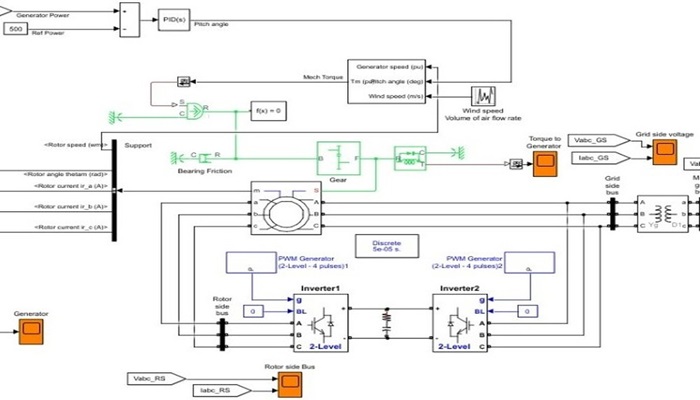 Generator Power
500
Ref Power
+
-
PID(s)
Pitch angle
Generator speed (pu)
Pitch angle (deg)
Wind speed (m/s)
Mech Torque
Wind speed
Volume of air flow rate
S
C
R
f(x) = 0
<Rotor speed (wm)>
Support
C
R
Bearing Friction
B
F
Gear
Torque to
Generator
Vabc_GS
Iabc_GS
Grid side voltage
<Rotor angle thetam (rad)>
<Rotor current ir_a (A)>
<Rotor current ir_b (A)>
<Rotor current ir_c (A)>
m
S
a
b
c
A
B
C
Grid
side
bus
A
B
C
a
b
c
Yg
D1
Discrete
5e-05 s.
PWM Generator
(2-Level - 4 pulses)1
PWM Generator
(2-Level - 4 pulses)2
Inverter1
Inverter2
g
BL
A
B
C
+
-
2-Level
0
g
BL
A
B
C
+
-
2-Level
0
Rotor
side
bus
Generator
Rotor side Bus
Vabc_RS
Iabc_RS